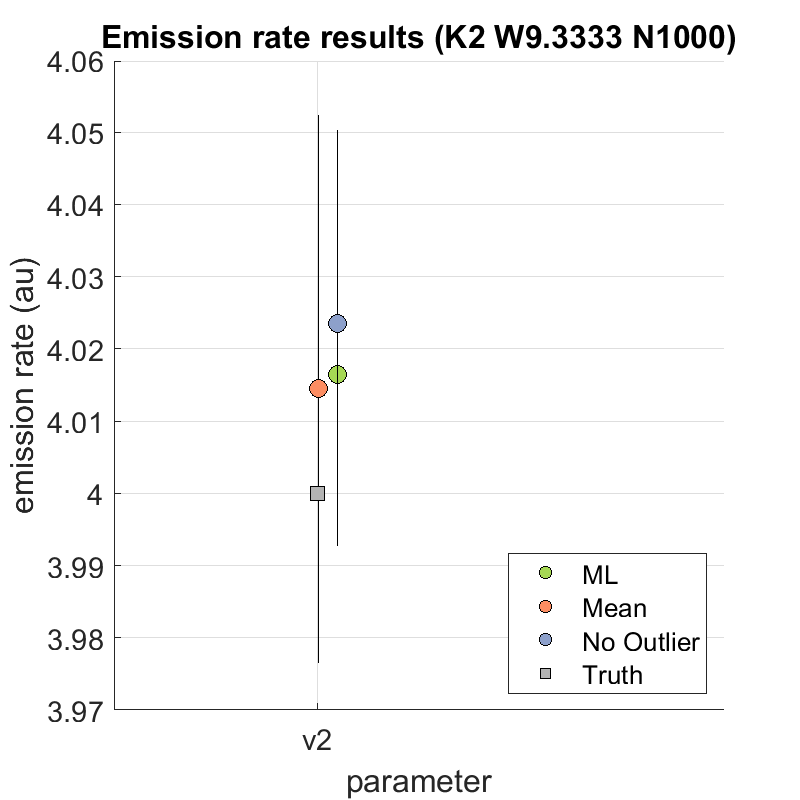 Emission rate results (K2 W9.3333 N1000)
4.06
4.05
4.04
4.03
4.02
4.01
4
3.99
3.98
3.97
emission rate (au)
ML
Mean
No Outlier
Truth
v2
parameter